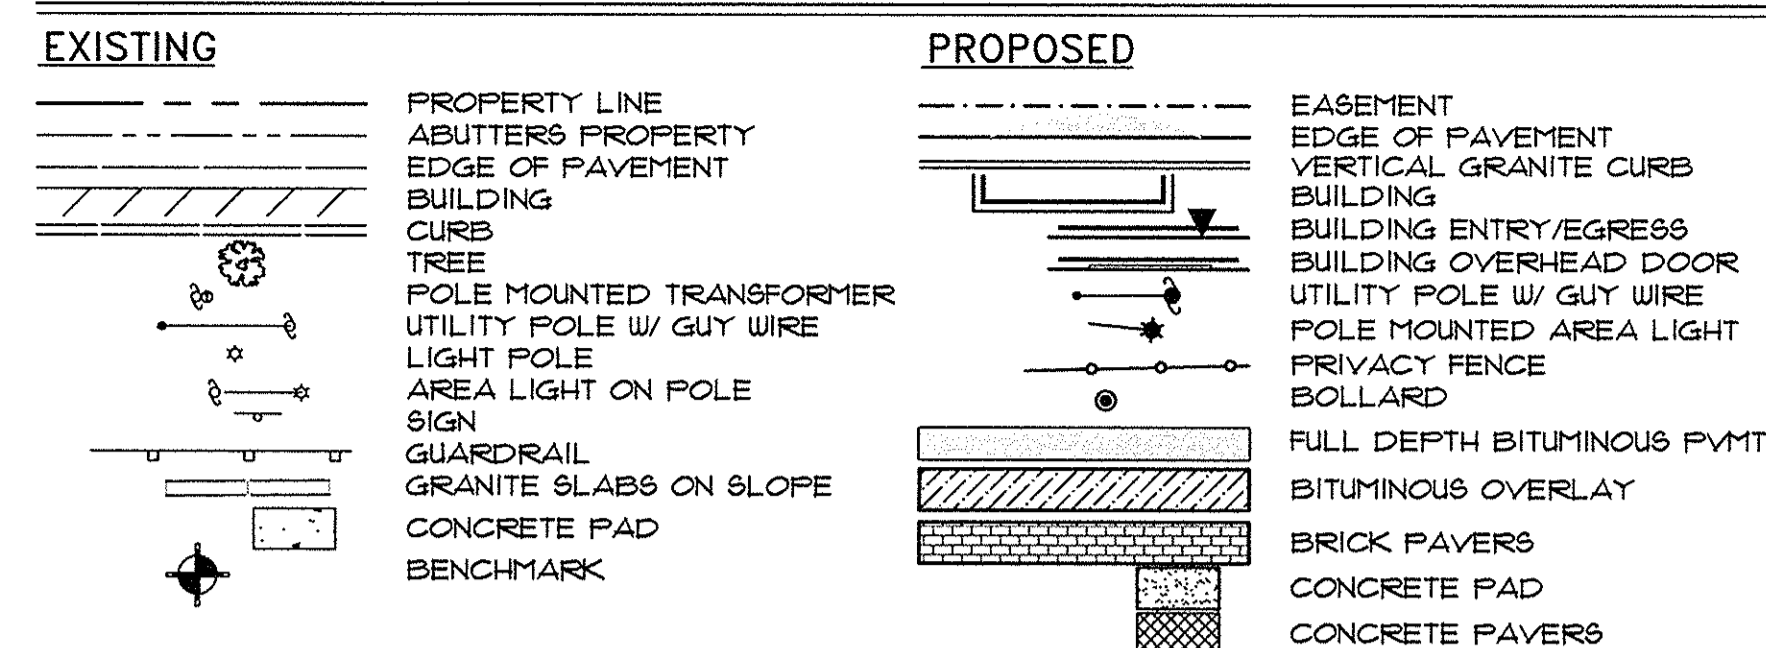 EXISTING
PROPERTY LINE
ABUTTERS PROPERTY
EDGE OF PAVEMENT
BUILDING
CURB
TREE
POLE MOUNTED TRANSFORMER
UTILITY POLE W/ GUY WIRE
LIGHT POLE
AREA LIGHT ON POLE
SIGN
GUARDRAIL
GRANITE SLABS ON SLOPE
CONCRETE PAD
BENCHMARK
PROPOSED
EASEMENT
EDGE OF PAVEMENT
VERTICAL GRANITE CURB
BUILDING
BUILDING ENTRY/EGRESS
BUILDING OVERHEAD DOOR
UTILITY POLE W/ GUY WIRE
POLE MOUNTED AREA LIGHT
PRIVACY FENCE
BOLLARD
FULL DEPTH BITUMINOUS PVMT
BITUMINOUS OVERLAY
BRICK PAVERS
CONCRETE PAD
CONCRETE PAVERS